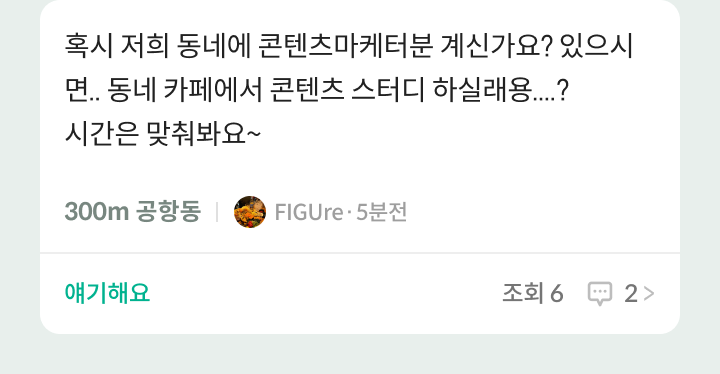 혹시 저희 동네에 콘텐츠마케터분 계신가요? 있으시
면.. 동네 카페에서 콘텐츠 스터디 하실래용....?
시간은 맞춰봐요~
300m 공항동 | FIGUre · 5분전
얘기해요 조회 6 2 >